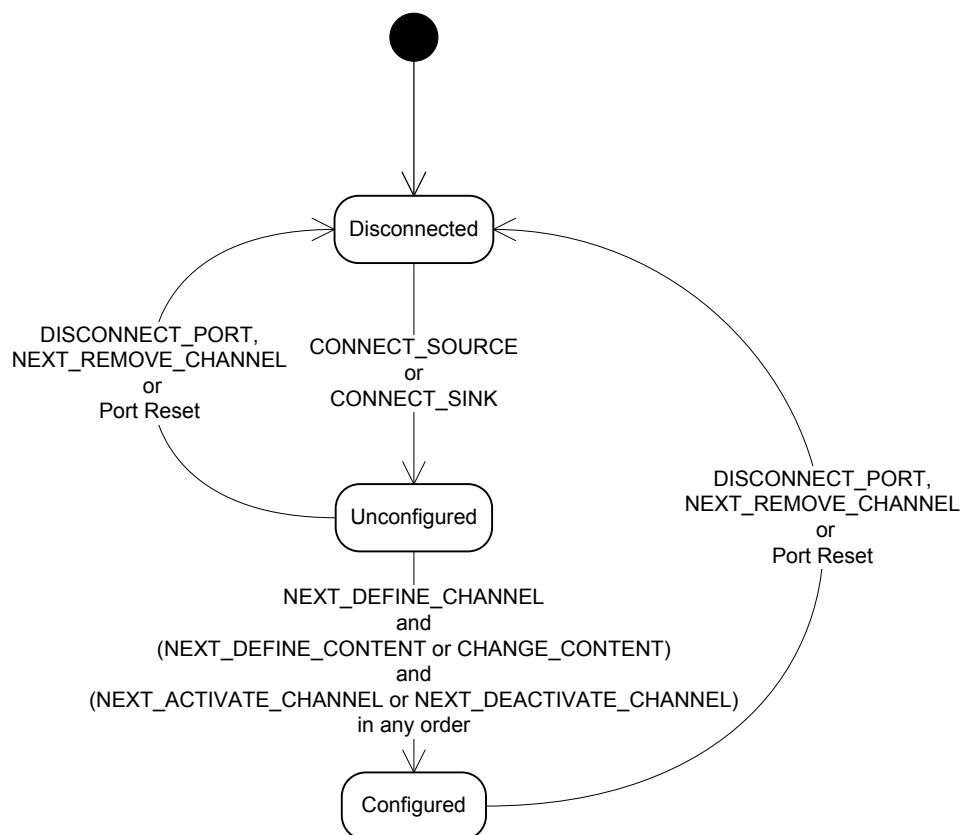 Disconnected
DISCONNECT_PORT,
NEXT_REMOVE_CHANNEL
or
Port Reset
CONNECT_SOURCE
or
CONNECT_SINK
Unconfigured
DISCONNECT_PORT,
NEXT_REMOVE_CHANNEL
or
Port Reset
NEXT_DEFINE_CHANNEL
and
(NEXT_DEFINE_CONTENT or CHANGE_CONTENT)
and
(NEXT_ACTIVATE_CHANNEL or NEXT_DEACTIVATE_CHANNEL)
in any order
Configured